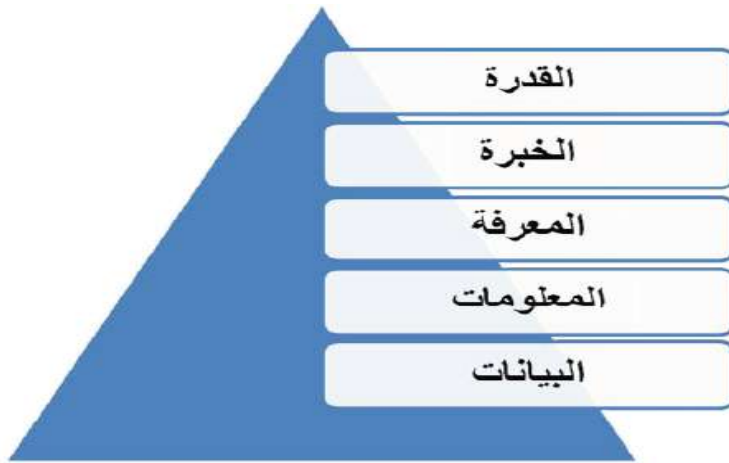 القدرة
الخبرة
المعرفة
المعلومات
البيانات